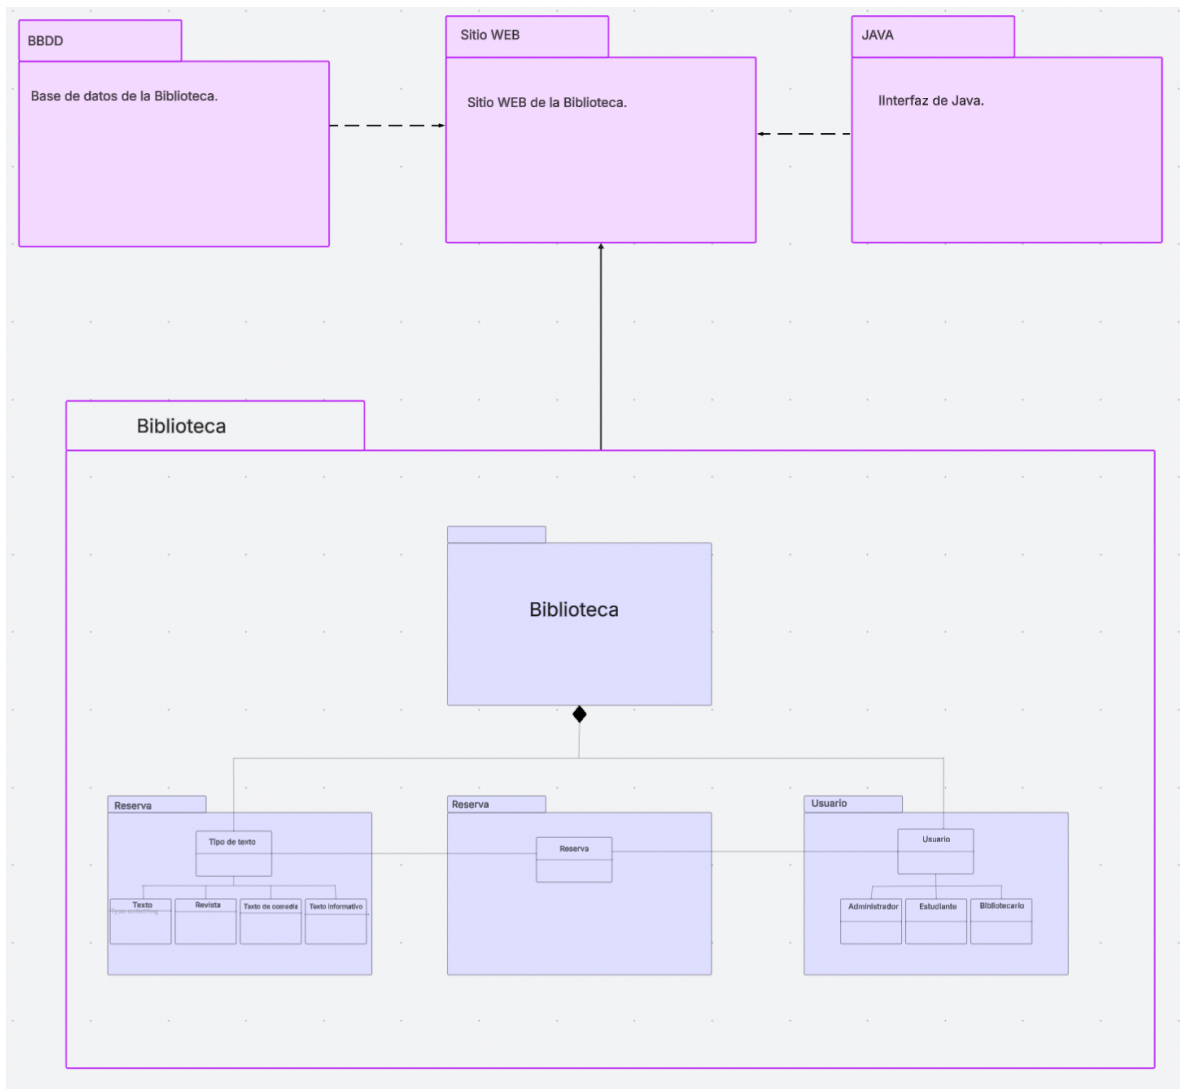 BBDD
Base de datos de la Biblioteca.
Sitio WEB
Sitio WEB de la Biblioteca.
JAVA
IInterfaz de Java.
Biblioteca
Biblioteca
Reserva
Tipo de texto
Texto
Type something
Revista
Texto de comedia
Texto informativo
Reserva
Reserva
Usuario
Usuario
Administrador
Estudiante
Bibliotecario